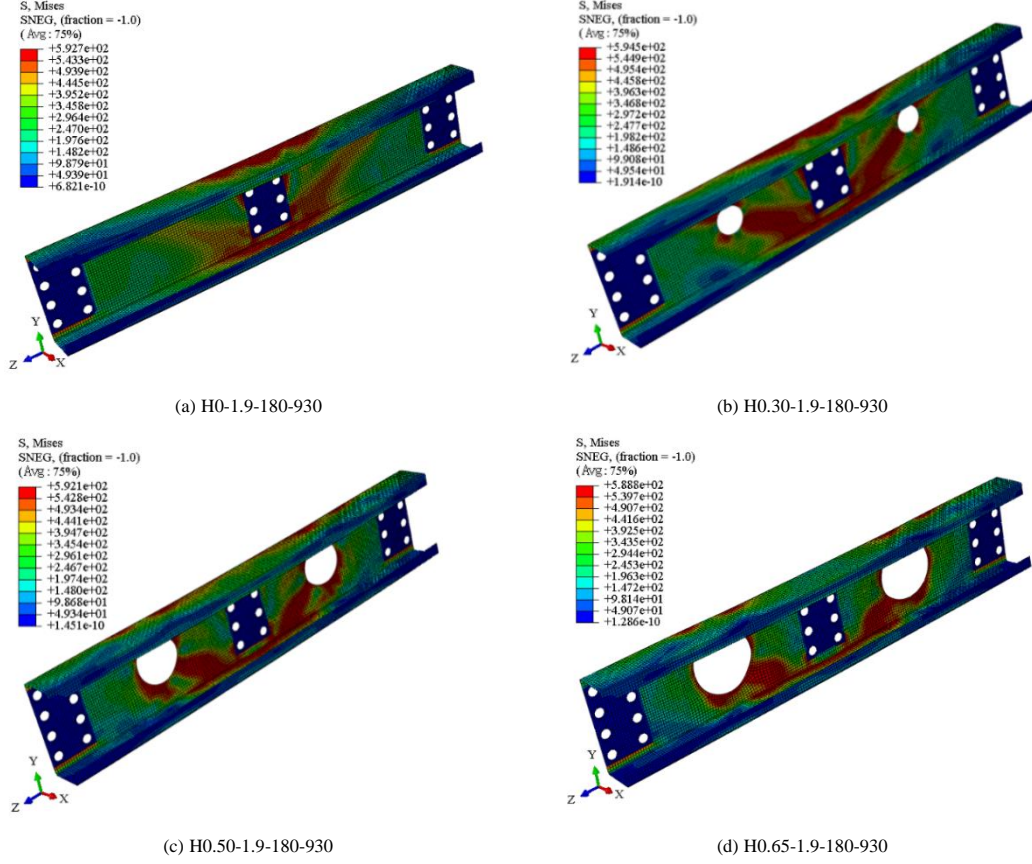 S, Mises
SNEG, (fraction = -1.0)
(Avg: 75%)
+5.927e+02
+5.433e+02
+4.939e+02
+4.445e+02
+3.952e+02
+3.458e+02
+2.964e+02
+2.470e+02
+1.976e+02
+1.482e+02
+9.879e+01
+4.939e+01
+6.821e-10
Y
Z
X
(a) H0-1.9-180-930
S, Mises
SNEG, (fraction = -1.0)
(Avg: 75%)
+5.945e+02
+5.449e+02
+4.954e+02
+4.458e+02
+3.963e+02
+3.468e+02
+2.972e+02
+2.477e+02
+1.982e+02
+1.486e+02
+9.908e+01
+4.954e+01
+1.914e-10
Y
Z
X
(b) H0.30-1.9-180-930
S, Mises
SNEG, (fraction = -1.0)
(Avg: 75%)
+5.921e+02
+5.428e+02
+4.934e+02
+4.441e+02
+3.947e+02
+3.454e+02
+2.961e+02
+2.467e+02
+1.974e+02
+1.480e+02
+9.868e+01
+4.934e+01
+1.451e-10
Y
Z
X
(c) H0.50-1.9-180-930
S, Mises
SNEG, (fraction = -1.0)
(Avg: 75%)
+5.888e+02
+5.397e+02
+4.907e+02
+4.416e+02
+3.925e+02
+3.435e+02
+2.944e+02
+2.453e+02
+1.963e+02
+1.472e+02
+9.814e+01
+4.907e+01
+1.286e-10
Y
Z
X
(d) H0.65-1.9-180-930